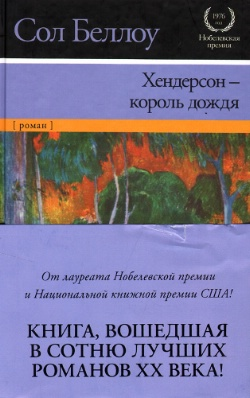 Сол Беллоу
1976
Нобелевская
премия
Хендерсон –
король дождя
[ роман ]
От лауреата Нобелевской премии
и Национальной книжной премии США!
КНИГА, ВОШЕДШАЯ
В СОТНЮ ЛУЧШИХ
РОМАНОВ XX ВЕКА!